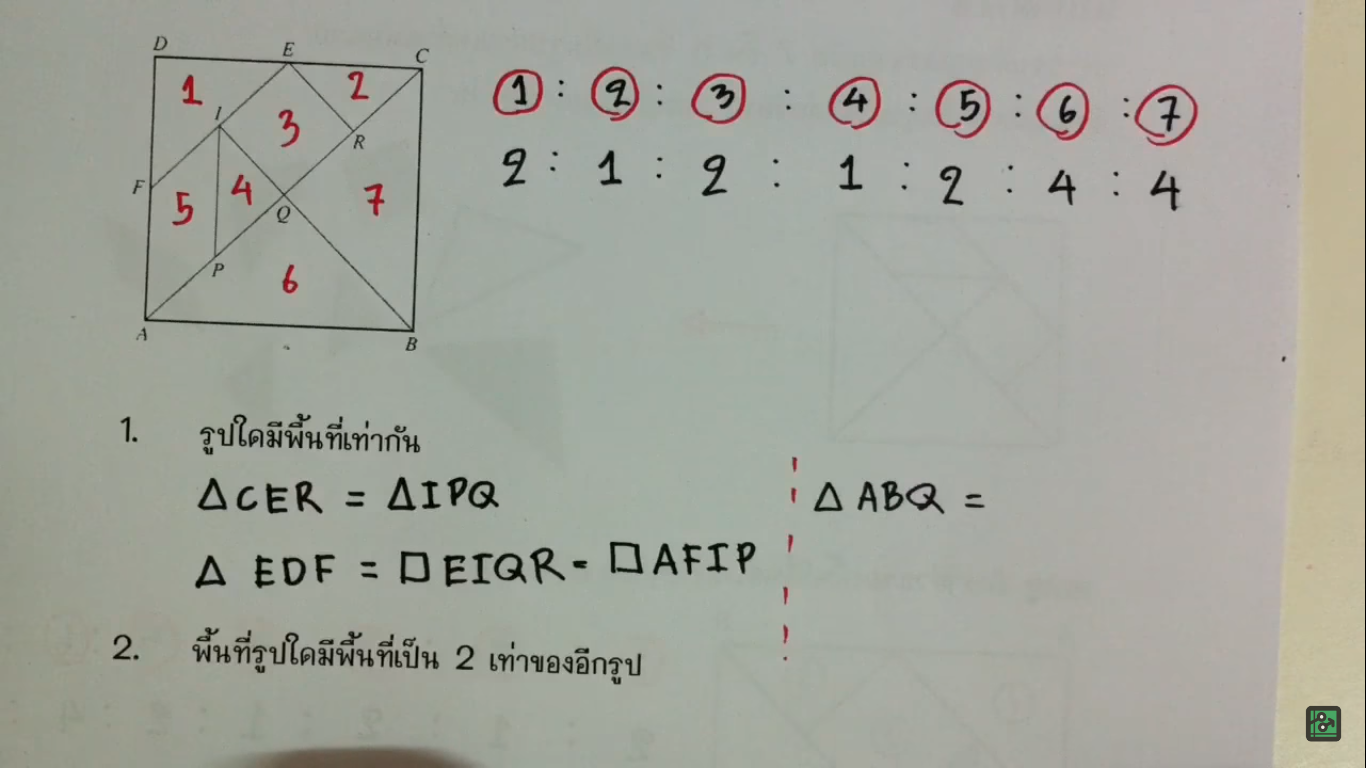 D E C
1 2
I 3 R
F 5 4 Q 7
P 6
A B
1 : 2 : 3 : 4 : 5 : 6 : 7
2 : 1 : 2 : 1 : 2 : 4 : 4
1. รูปใดมีพื้นที่เท่ากัน
△CER = △IPQ
△ EDF = □EIQR = □AFIP
△ ABQ =
2. พื้นที่รูปใดมีพื้นที่เป็น 2 เท่าของอีกรูป